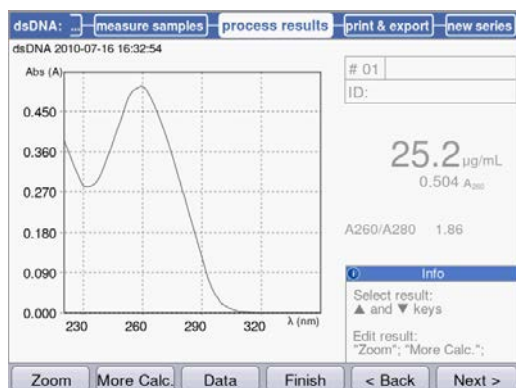 dsDNA: ... measure samples process results print & export new series
dsDNA 2010-07-16 16:32:54
Abs (A)
0.450
0.360
0.270
0.180
0.090
0.000
230 260 290 320 λ (nm)
# 01
ID:
25.2 µg/mL
0.504 A260
A260/A280 1.86
Info
Select result:
▲ and ▼ keys
Edit result:
"Zoom"; "More Calc.";
Zoom More Calc. Data Finish < Back Next >